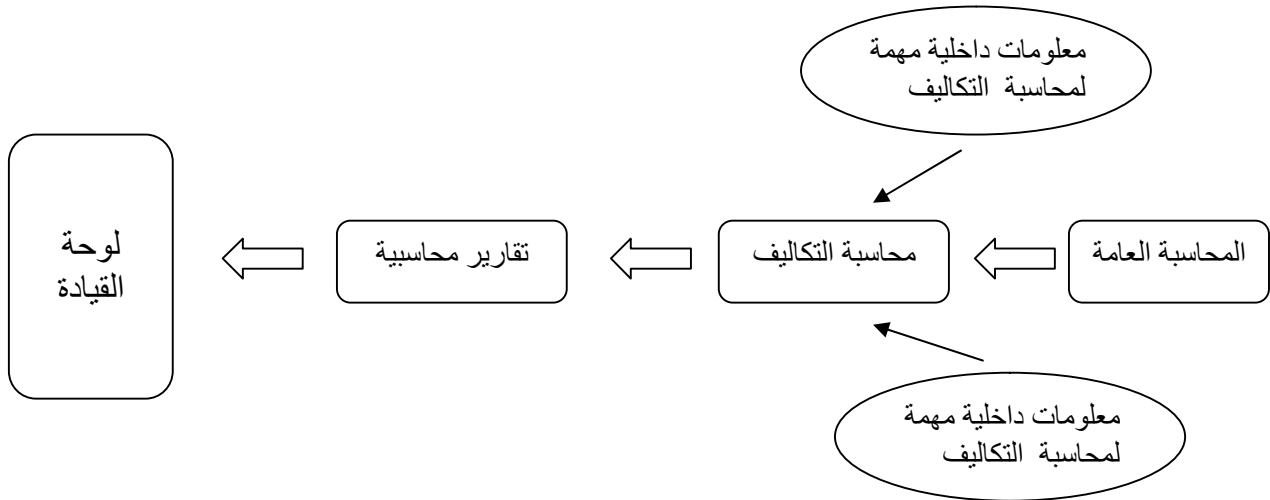 معلومات داخلية مهمة
لمحاسبة التكاليف
المحاسبة العامة
محاسبة التكاليف
تقارير محاسبية
لوحة
القيادة
معلومات داخلية مهمة
لمحاسبة التكاليف